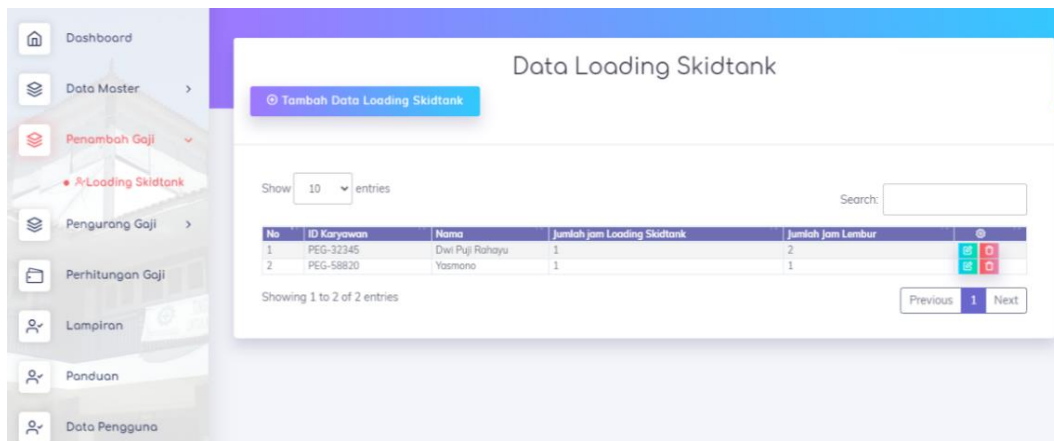 Dashboard
Data Master
Penambah Gaji
Loading Skidtank
Pengurang Gaji
Perhitungan Gaji
Lampiran
Panduan
Data Pengguna
Data Loading Skidtank
Tambah Data Loading Skidtank
Show 10 entries
Search:
No ID Karyawan Nama Jumlah jam Loading Skidtank Jumlah Jam Lembur
1 PEG-32345 Dwi Puji Rahayu 1 2
2 PEG-58820 Yasmono 1 1
Showing 1 to 2 of 2 entries
Previous 1 Next